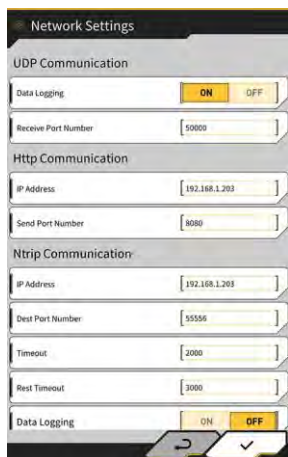 Network Settings
UDP Communication
Data Logging ON OFF
Receive Port Number 50000
Http Communication
IP Address 192.168.1.203
Send Port Number 8080
Ntrip Communication
IP Address 192.168.1.203
Dest Port Number 55556
Timeout 2000
Rest Timeout 3000
Data Logging ON OFF